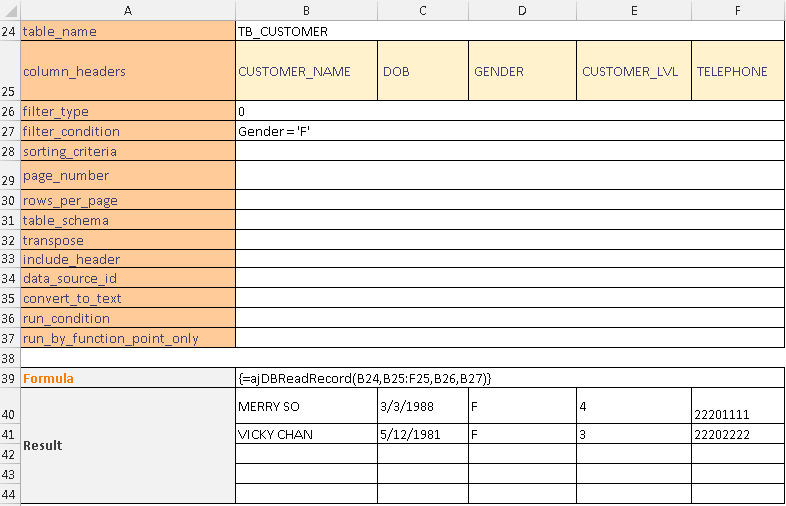 A B C D E F
24 table_name TB_CUSTOMER
25 column_headers CUSTOMER_NAME DOB GENDER CUSTOMER_LVL TELEPHONE
26 filter_type 0
27 filter_condition Gender = 'F'
28 sorting_criteria
29 page_number
30 rows_per_page
31 table_schema
32 transpose
33 include_header
34 data_source_id
35 convert_to_text
36 run_condition
37 run_by_function_point_only
38
39 Formula {=ajDBReadRecord(B24,B25:F25,B26,B27)}
40 MERRY SO 3/3/1988 F 4 22201111
41 VICKY CHAN 5/12/1981 F 3 22202222
Result
42
43
44